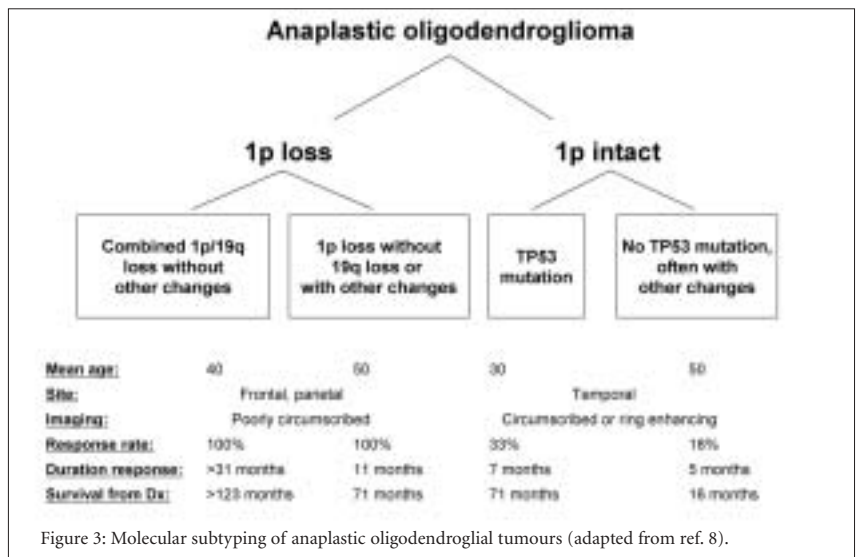 Anaplastic oligodendroglioma
1p loss
1p intact
Combined 1p/19q
loss without
other changes
1p loss without
19q loss or
with other changes
TP53
mutation
No TP53 mutation,
often with
other changes
Mean age: 40 50 30 50
Site: Frontal, parietal Temporal
Imaging: Poorly circumscribed Circumscribed or ring enhancing
Response rate: 100% 100% 33% 18%
Duration response: >31 months 11 months 7 months 5 months
Survival from Dx: >123 months 71 months 71 months 16 months
Figure 3: Molecular subtyping of anaplastic oligodendroglial tumours (adapted from ref. 8).